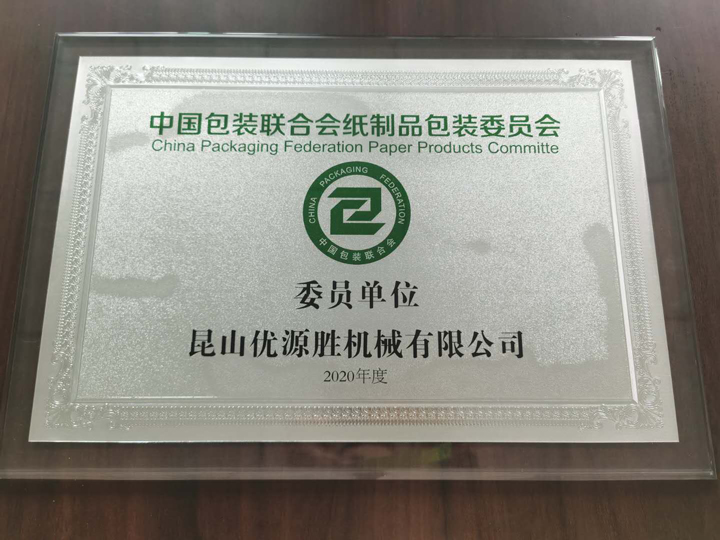 中国包装联合会纸制品包装委员会
China Packaging Federation Paper Products Committe
CHINA PACKAGING FEDERATION
中国包装联合会
委员单位
昆山优源胜机械有限公司
2020年度